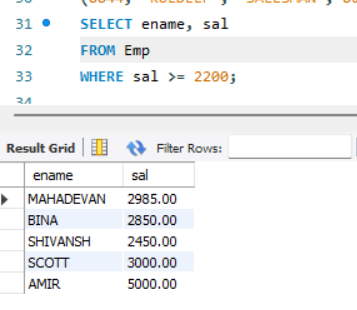 31 SELECT ename, sal
32 FROM Emp
33 WHERE sal >= 2200;
34
Result Grid Filter Rows:
ename sal
MAHADEVAN 2985.00
BINA 2850.00
SHIVANSH 2450.00
SCOTT 3000.00
AMIR 5000.00